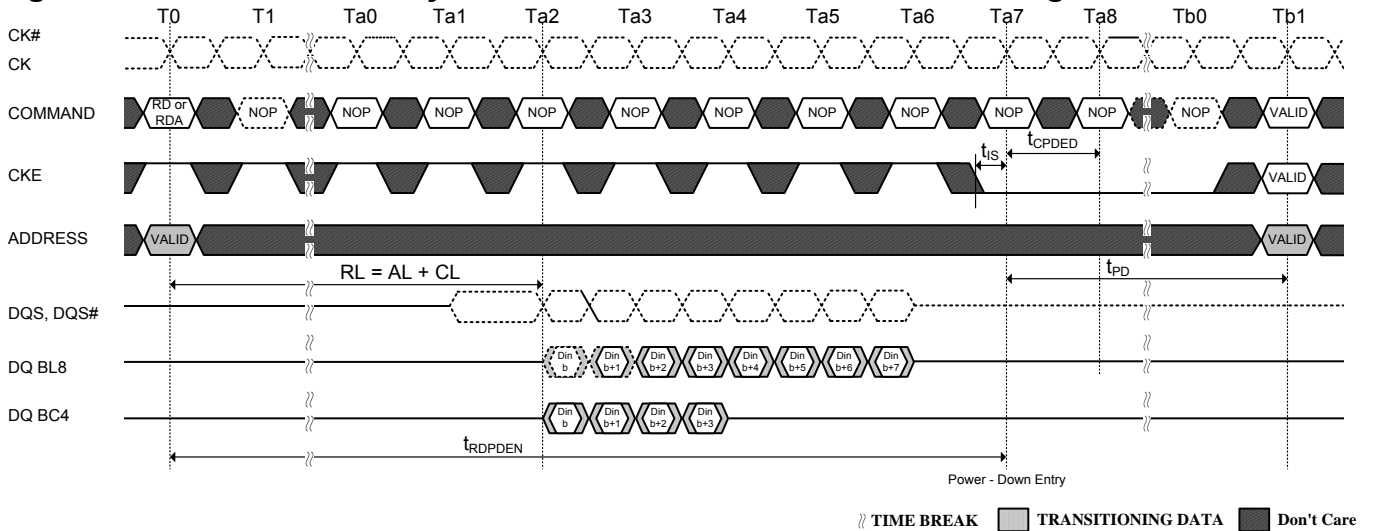 T0 T1 Ta0 Ta1 Ta2 Ta3 Ta4 Ta5 Ta6 Ta7 Ta8 Tb0 Tb1
CK#
CK
COMMAND RD or RDA NOP NOP NOP NOP NOP NOP NOP NOP NOP NOP NOP VALID
tIS tCPDED
CKE VALID
ADDRESS VALID VALID
RL = AL + CL tPD
DQS, DQS#
DQ BL8 Din b Din b+1 Din b+2 Din b+3 Din b+4 Din b+5 Din b+6 Din b+7
DQ BC4 Din b Din b+1 Din b+2 Din b+3
tRDPDEN
Power - Down Entry
TIME BREAK TRANSITIONING DATA Don't Care